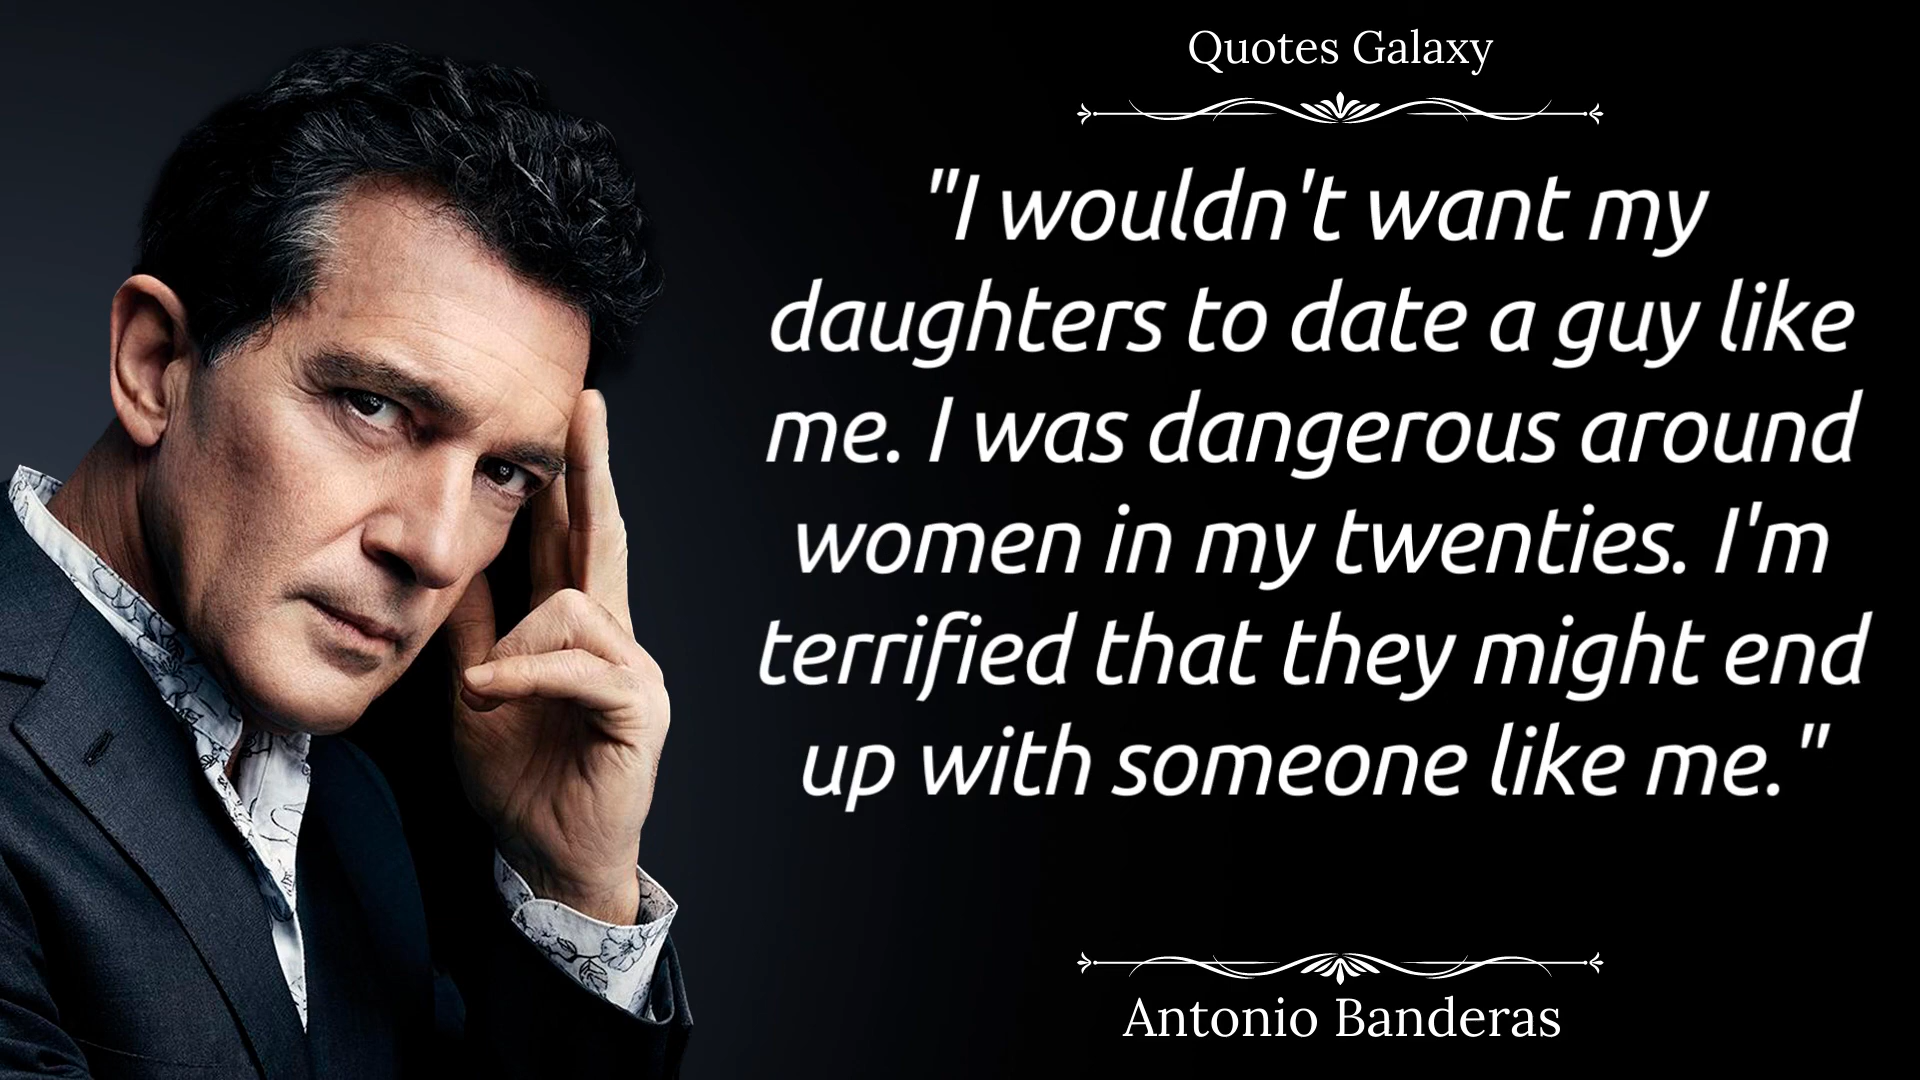 Quotes Galaxy
"I wouldn't want my
daughters to date a guy like
me. I was dangerous around
women in my twenties. I'm
terrified that they might end
up with someone like me."
Antonio Banderas